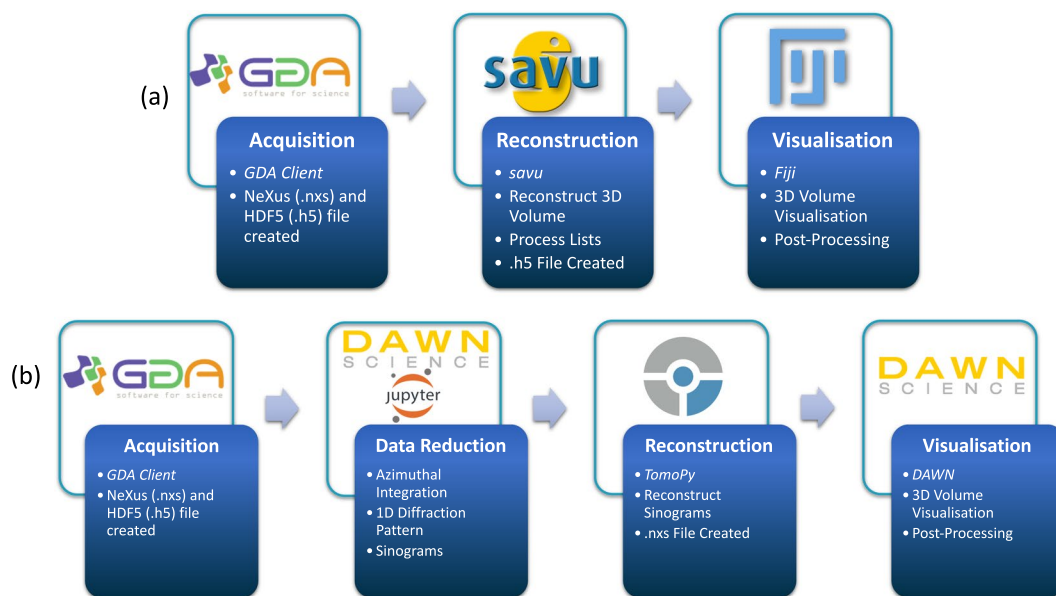 (a)
GDA
software for science
Acquisition
• GDA Client
• NeXus (.nxs) and
HDF5 (.h5) file
created
savu
Reconstruction
• savu
• Reconstruct 3D
Volume
• Process Lists
• .h5 File Created
Visualisation
• Fiji
• 3D Volume
Visualisation
• Post-Processing
(b)
GDA
software for science
Acquisition
• GDA Client
• NeXus (.nxs) and
HDF5 (.h5) file
created
DAWN
SCIENCE
jupyter
Data Reduction
• Azimuthal
Integration
• 1D Diffraction
Pattern
• Sinograms
Reconstruction
• TomoPy
• Reconstruct
Sinograms
• .nxs File Created
DAWN
SCIENCE
Visualisation
• DAWN
• 3D Volume
Visualisation
• Post-Processing